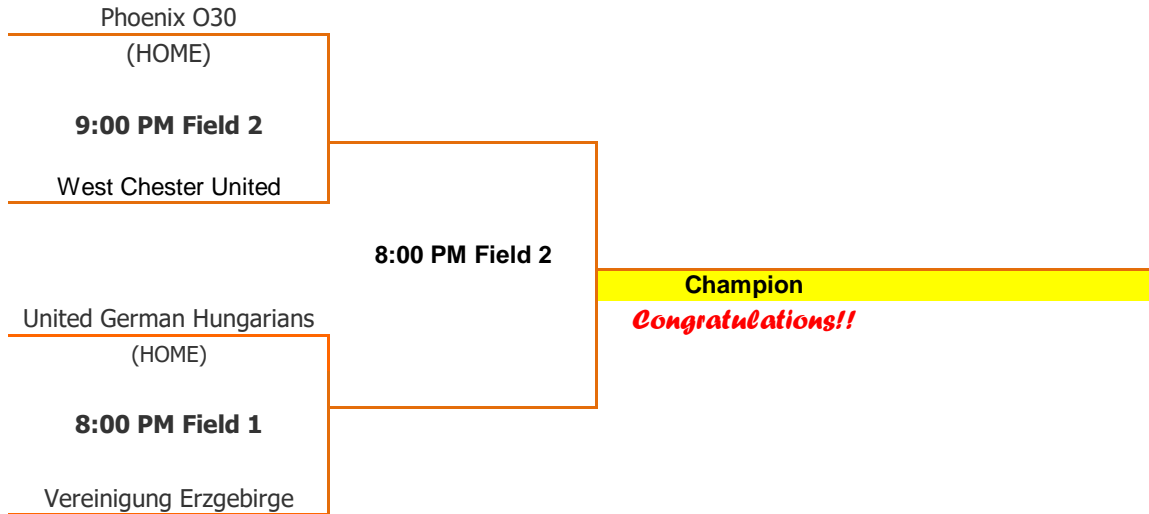 Phoenix O30
(HOME)
9:00 PM Field 2
West Chester United
8:00 PM Field 2
Champion
Congratulations!!
United German Hungarians
(HOME)
8:00 PM Field 1
Vereinigung Erzgebirge